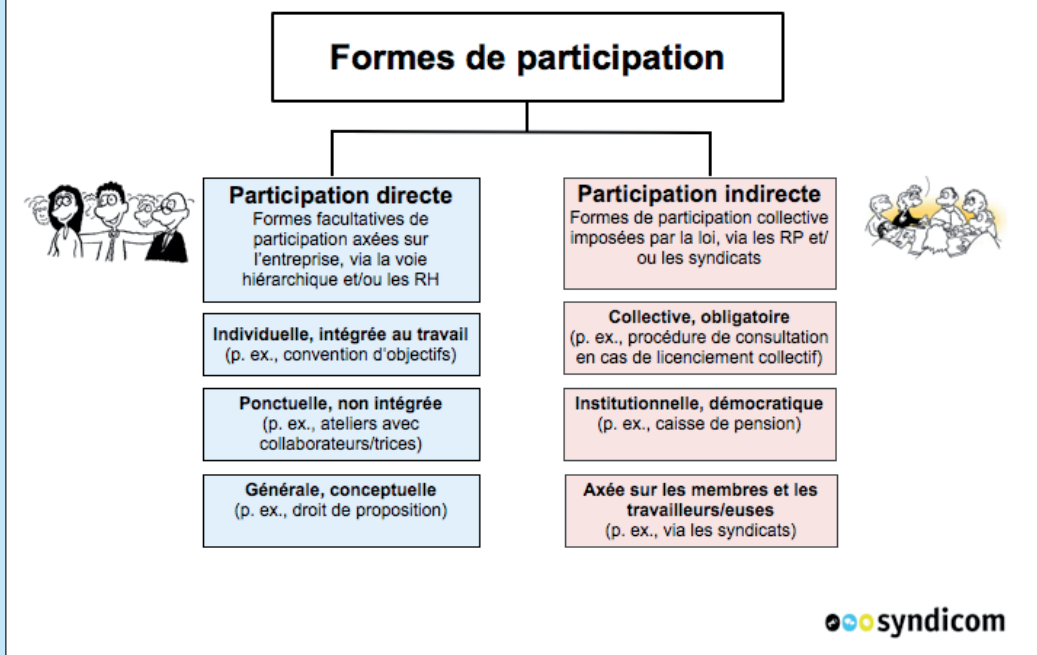 Formes de participation
Participation directe
Formes facultatives de
participation axées sur
l'entreprise, via la voie
hiérarchique et/ou les RH
Individuelle, intégrée au travail
(p. ex., convention d'objectifs)
Ponctuelle, non intégrée
(p. ex., ateliers avec
collaborateurs/trices)
Générale, conceptuelle
(p. ex., droit de proposition)
Participation indirecte
Formes de participation collective
imposées par la loi, via les RP et/
ou les syndicats
Collective, obligatoire
(p. ex., procédure de consultation
en cas de licenciement collectif)
Institutionnelle, démocratique
(p. ex., caisse de pension)
Axée sur les membres et les
travailleurs/euses
(p. ex., via les syndicats)
syndicom